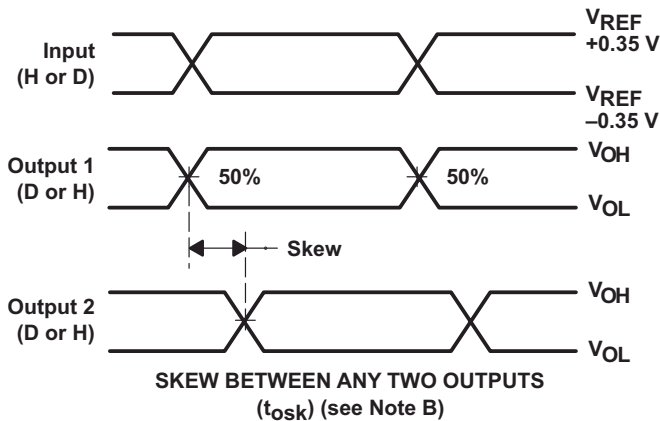 VREF
+0.35 V
Input
(H or D)
VREF
–0.35 V
Output 1
(D or H)
50%
50%
VOH
VOL
Skew
Output 2
(D or H)
VOH
VOL
SKEW BETWEEN ANY TWO OUTPUTS
(tosk) (see Note B)